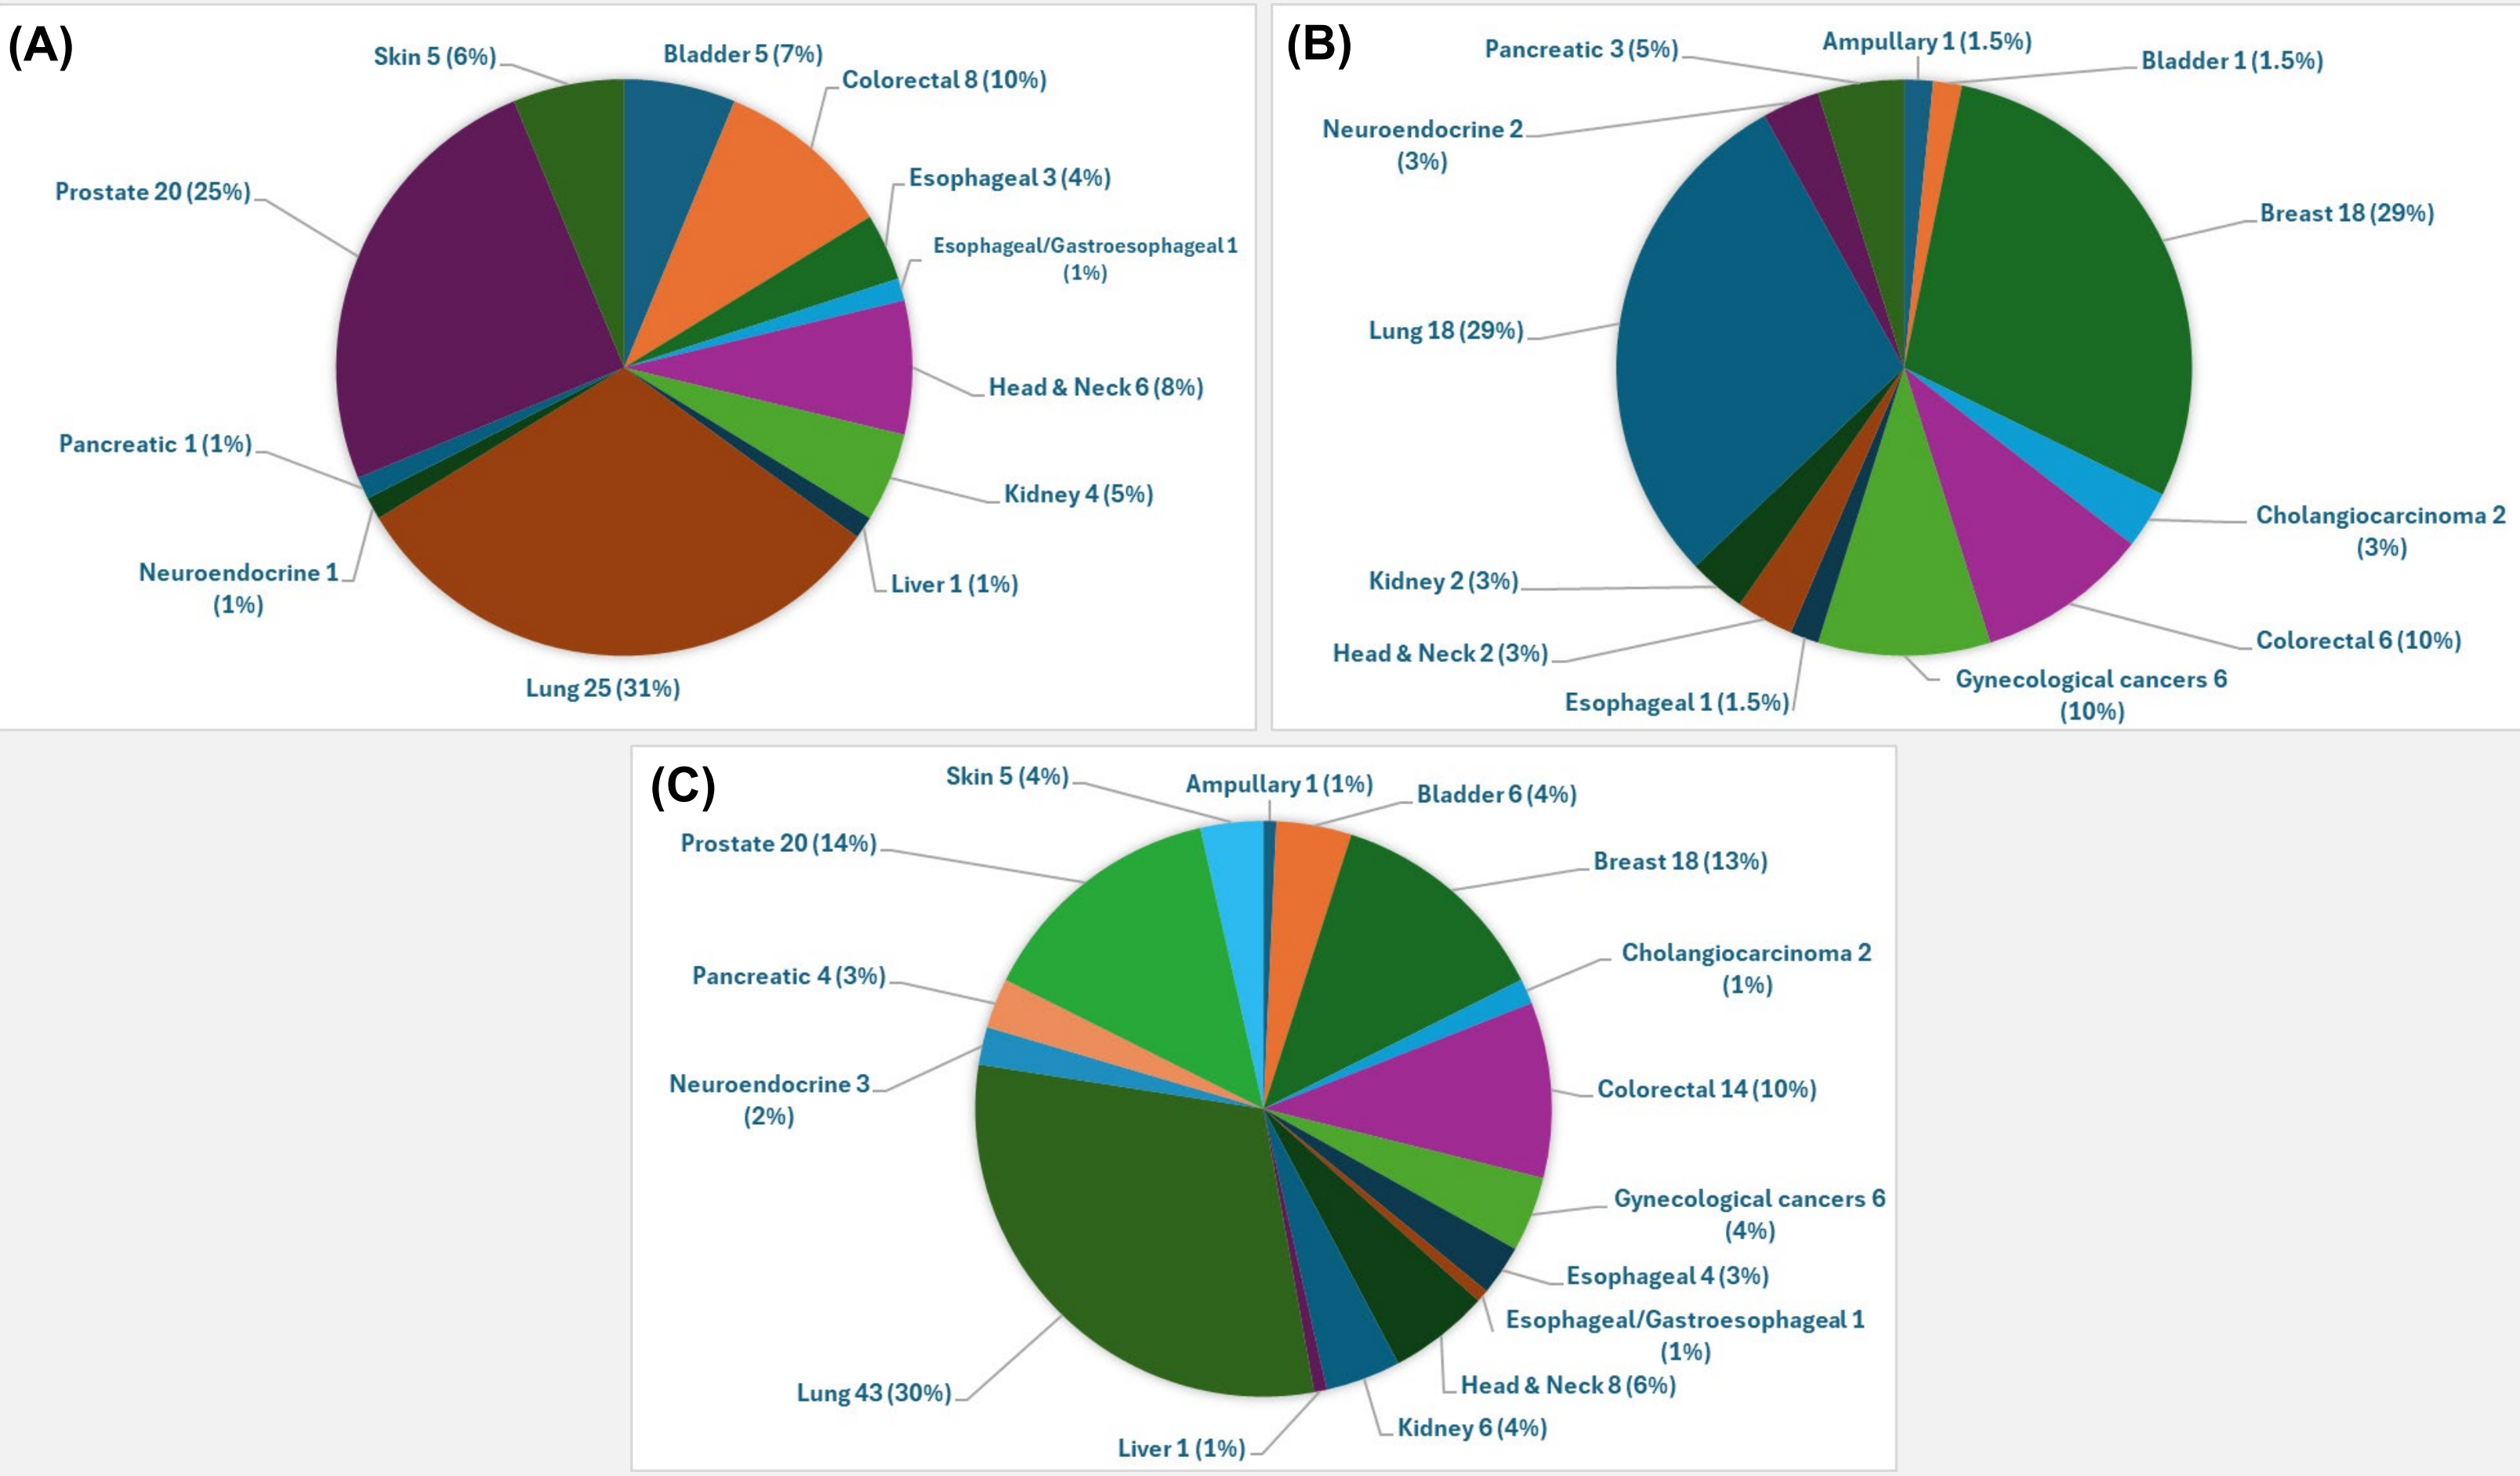 (A)
Skin 5 (6%)
Bladder 5 (7%)
Colorectal 8 (10%)
Esophageal 3 (4%)
Esophageal/Gastroesophageal 1
(1%)
Head & Neck 6 (8%)
Kidney 4 (5%)
Liver 1 (1%)
Lung 25 (31%)
Neuroendocrine 1
(1%)
Pancreatic 1 (1%)
Prostate 20 (25%)
(B)
Pancreatic 3 (5%)
Ampullary 1 (1.5%)
Bladder 1 (1.5%)
Breast 18 (29%)
Cholangiocarcinoma 2
(3%)
Colorectal 6 (10%)
Gynecological cancers 6
(10%)
Esophageal 1 (1.5%)
Head & Neck 2 (3%)
Kidney 2 (3%)
Lung 18 (29%)
Neuroendocrine 2
(3%)
(C)
Skin 5 (4%)
Ampullary 1 (1%)
Bladder 6 (4%)
Breast 18 (13%)
Cholangiocarcinoma 2
(1%)
Colorectal 14 (10%)
Gynecological cancers 6
(4%)
Esophageal 4 (3%)
Esophageal/Gastroesophageal 1
(1%)
Head & Neck 8 (6%)
Kidney 6 (4%)
Liver 1 (1%)
Lung 43 (30%)
Neuroendocrine 3
(2%)
Pancreatic 4 (3%)
Prostate 20 (14%)